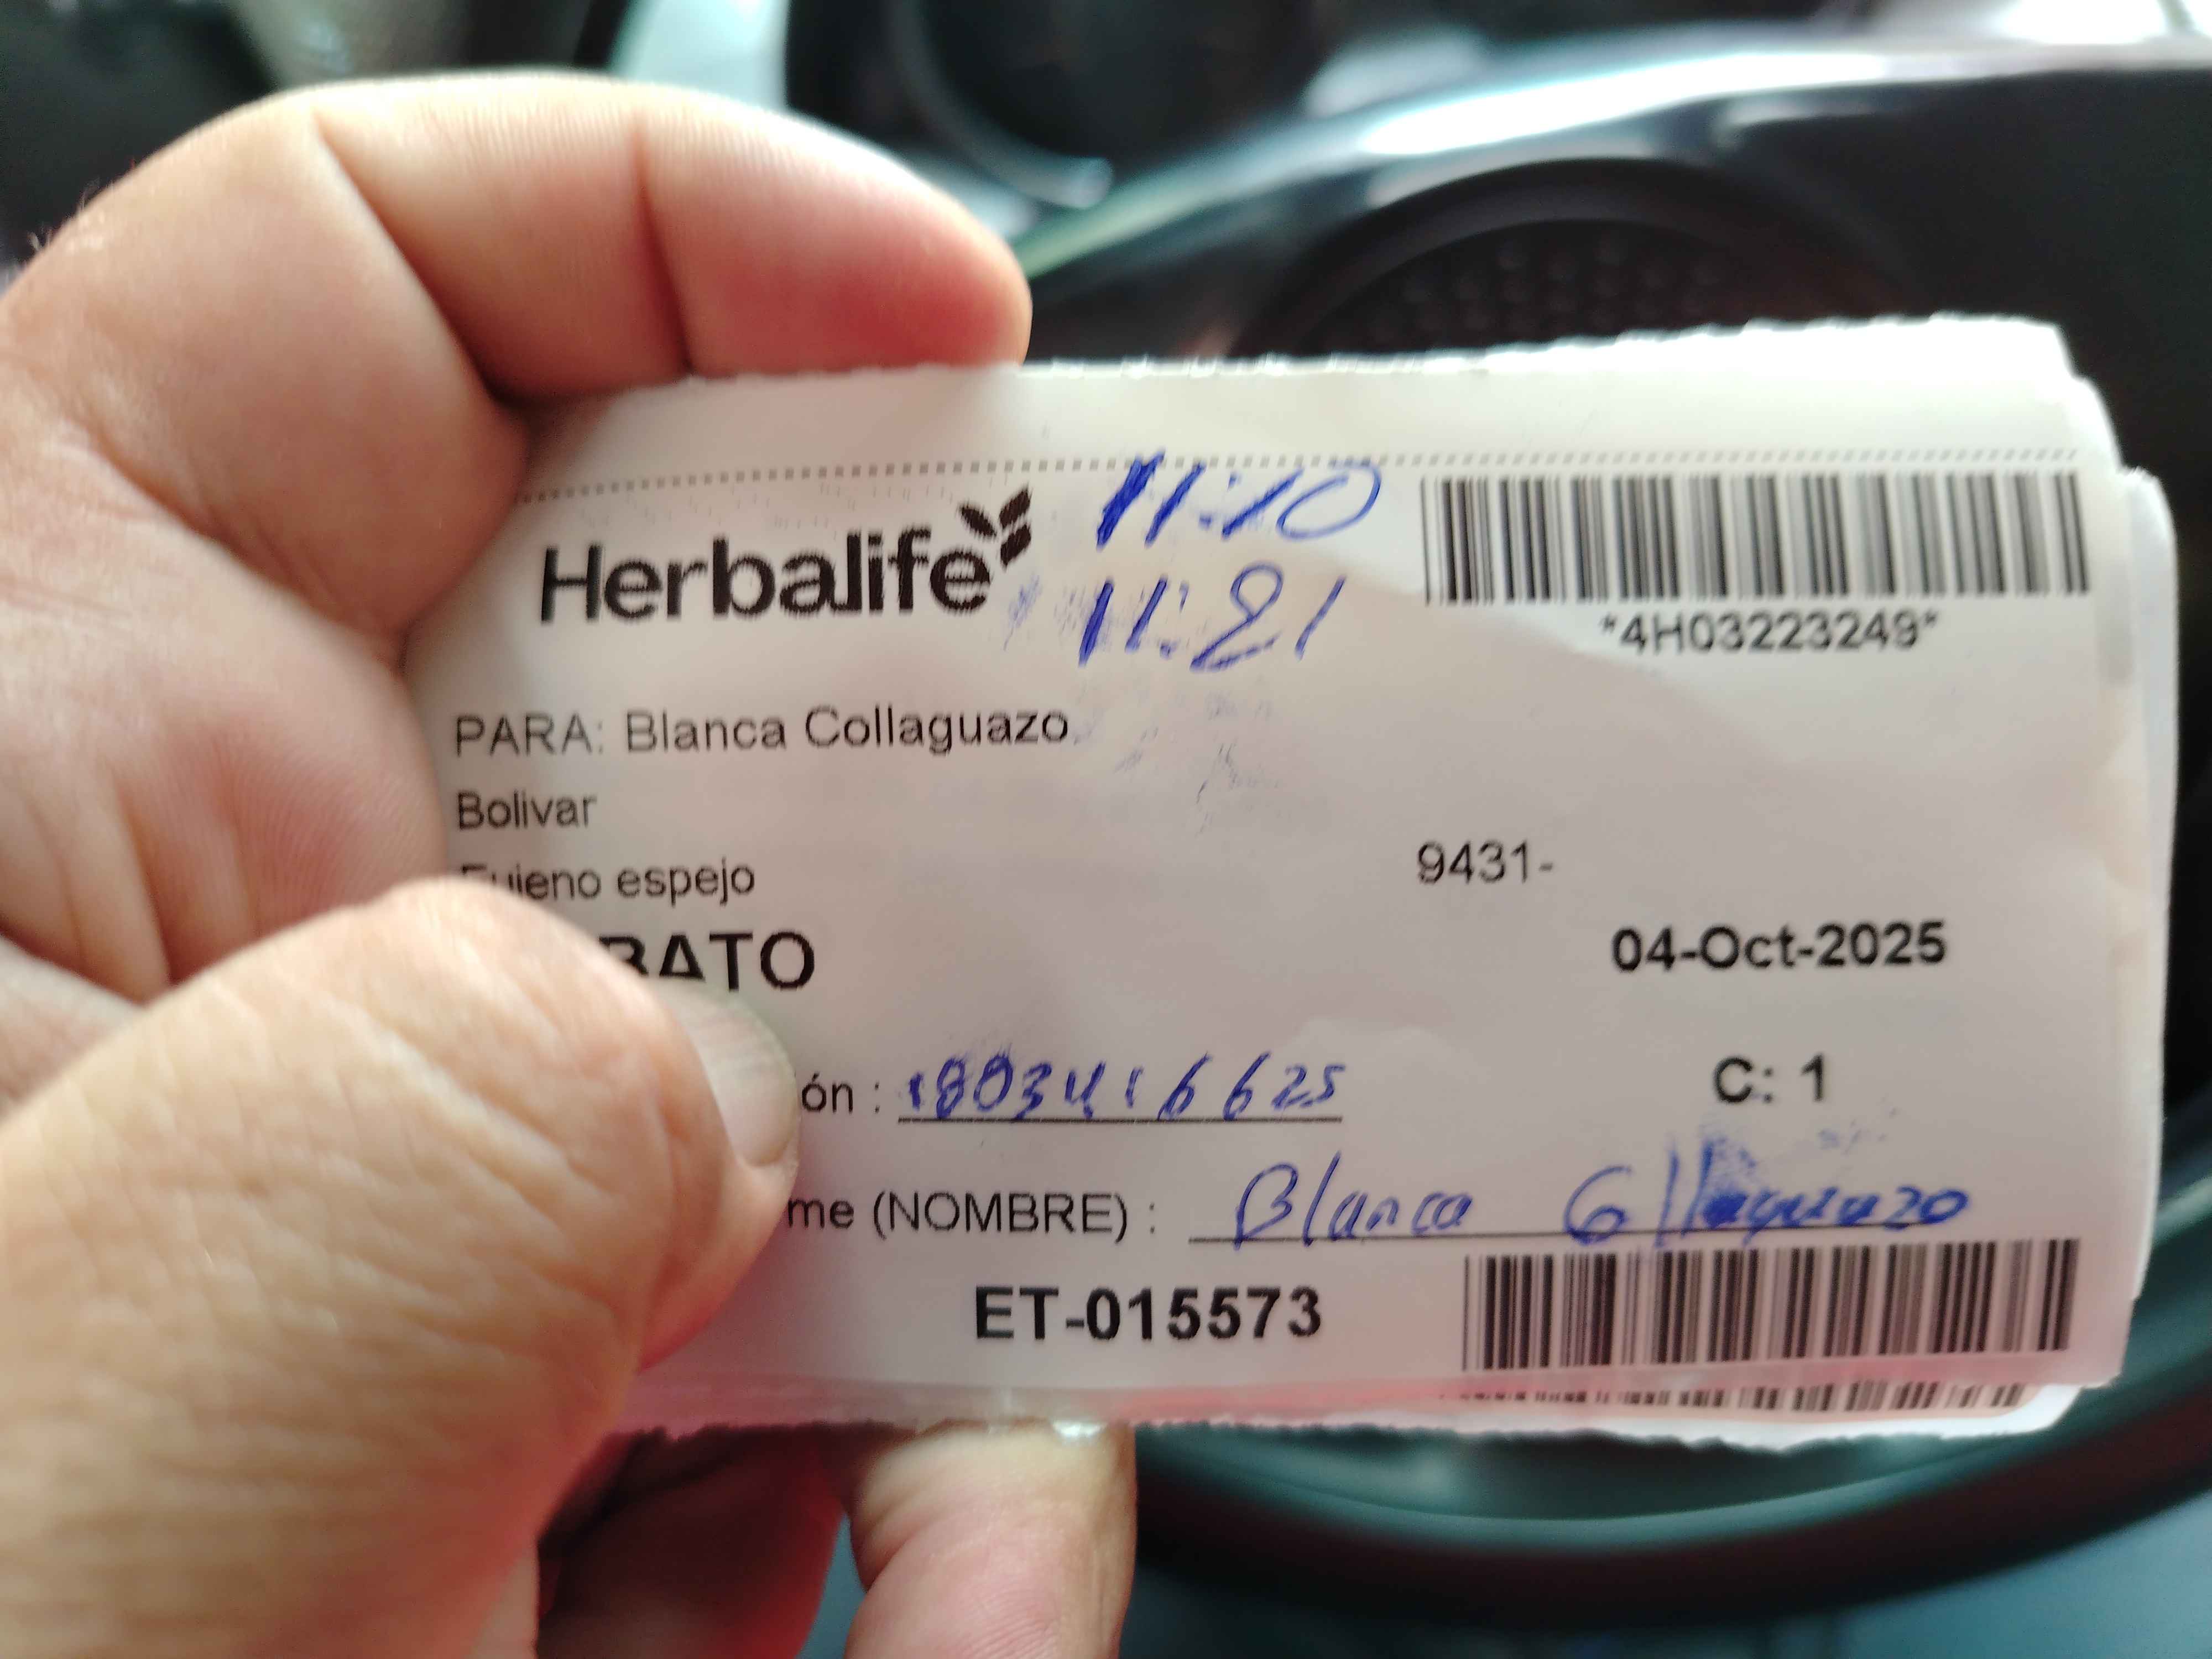 Herbalife
11:10
11:21
*4H03223249*
PARA: Blanca Collaguazo
Bolivar
espejo
9431-
BATO
04-Oct-2025
ón : 1803416625
C: 1
me (NOMBRE) : Blanca Collaguazo
ET-015573